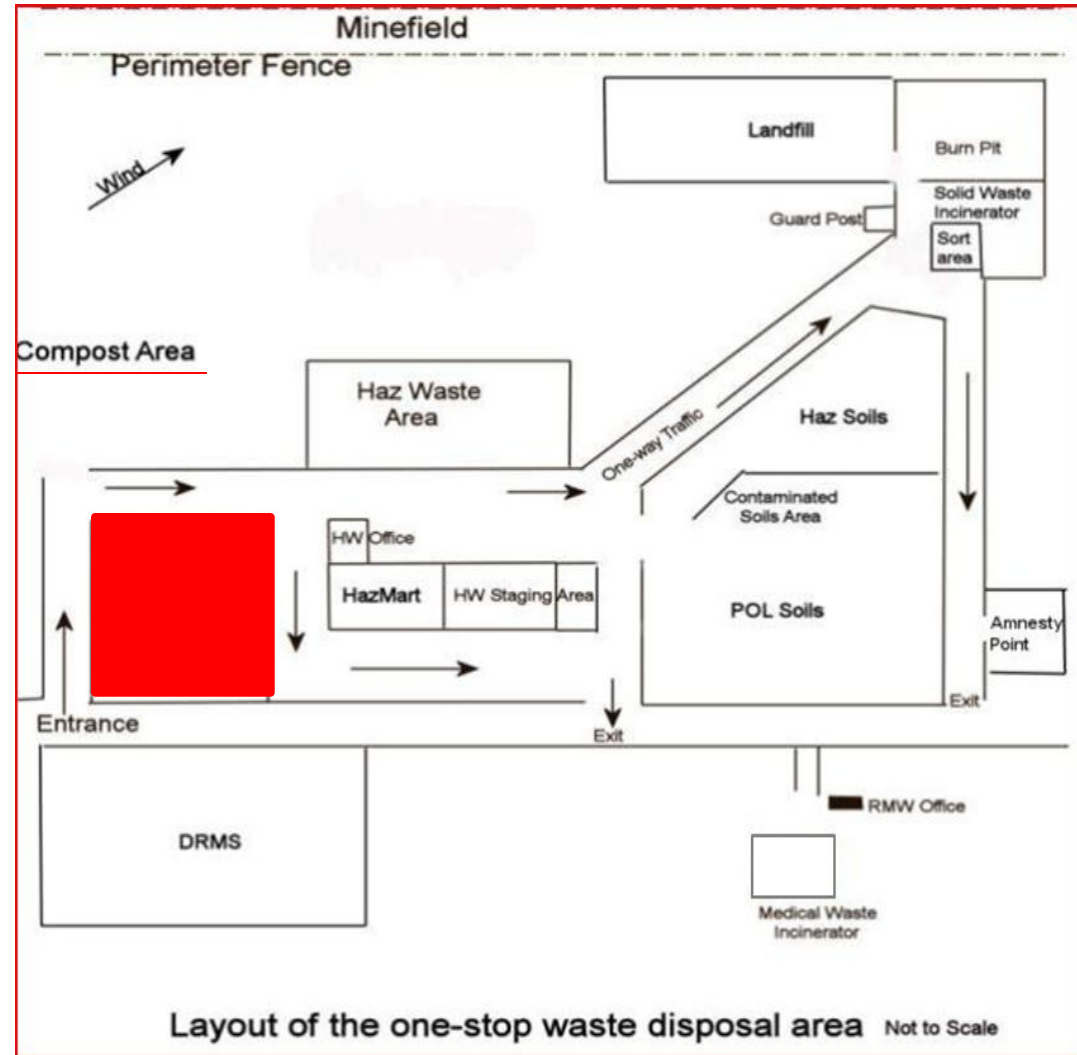 Minefield
Perimeter Fence
Wind
Landfill
Burn Pit
Solid Waste
Incinerator
Guard Post
Sort
area
Compost Area
Haz Waste
Area
One-way Traffic
Haz Soils
Contaminated
Soils Area
HW Office
HazMart
HW Staging Area
POL Soils
Amnesty
Point
Exit
Entrance
Exit
DRMS
RMW Office
Medical Waste
Incinerator
Layout of the one-stop waste disposal area Not to Scale